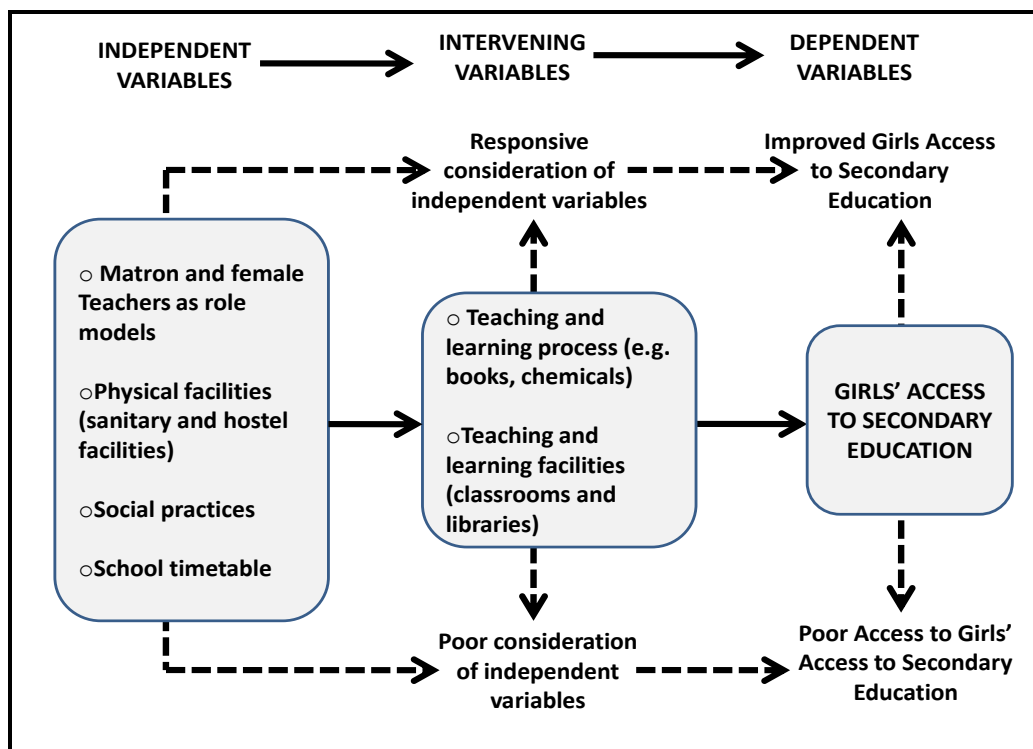 INDEPENDENT
VARIABLES
INTERVENING
VARIABLES
DEPENDENT
VARIABLES
Responsive
consideration of
independent variables
Improved Girls Access
to Secondary
Education
○ Matron and female
Teachers as role
models
○Physical facilities
(sanitary and hostel
facilities)
○Social practices
○School timetable
○ Teaching and
learning process (e.g.
books, chemicals)
○Teaching and
learning facilities
(classrooms and
libraries)
GIRLS’ ACCESS
TO SECONDARY
EDUCATION
Poor consideration
of independent
variables
Poor Access to Girls’
Access to Secondary
Education